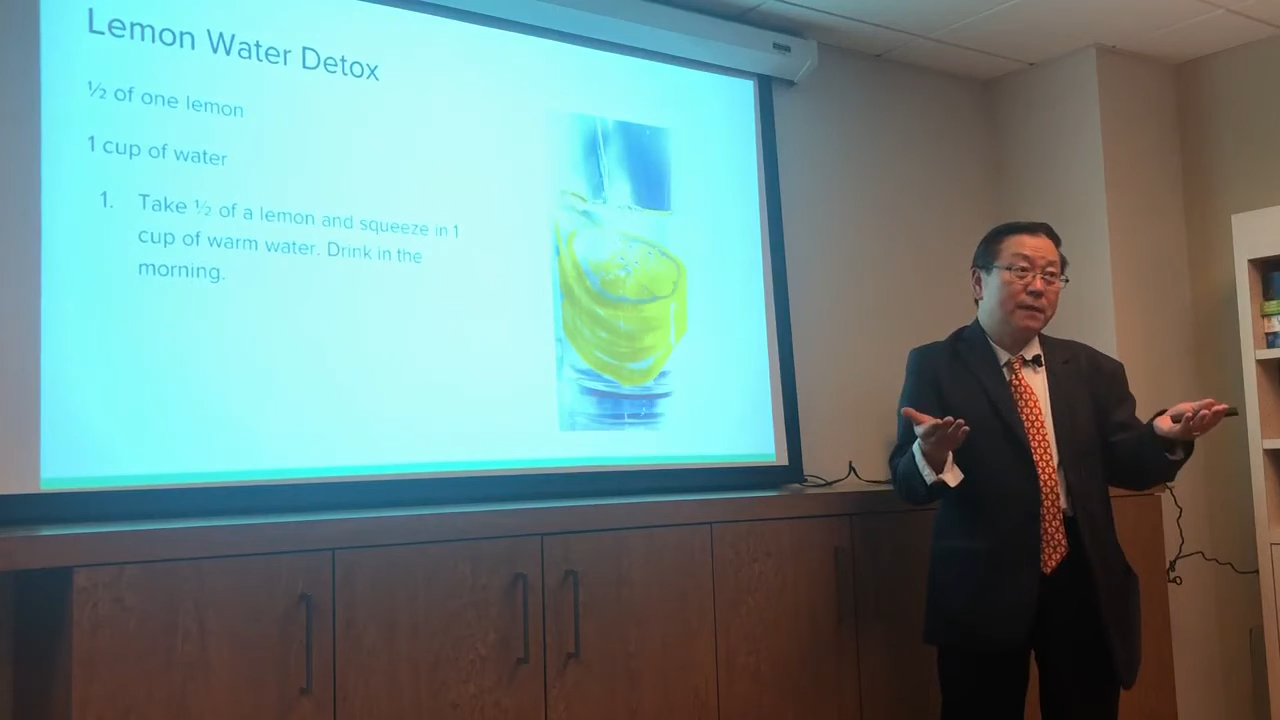 Lemon Water Detox
½ of one lemon
1 cup of water
1. Take ½ of a lemon and squeeze in 1
cup of warm water. Drink in the
morning.